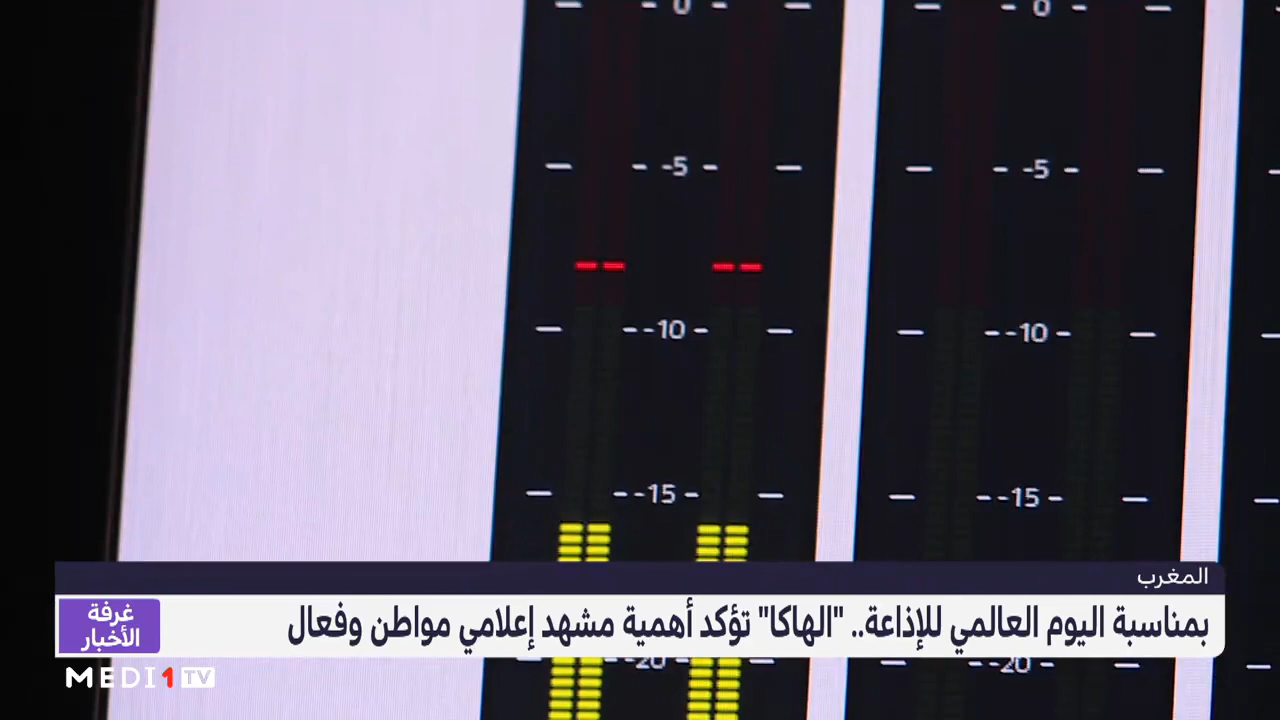 0 0
-5 -5
-10 -10
-15 -15
المغرب
بمناسبة اليوم العالمي للإذاعة.. "الهاكا" تؤكد أهمية مشهد إعلامي مواطن وفعال
غرفة
الأخبار
-20 -20
MEDI1TV